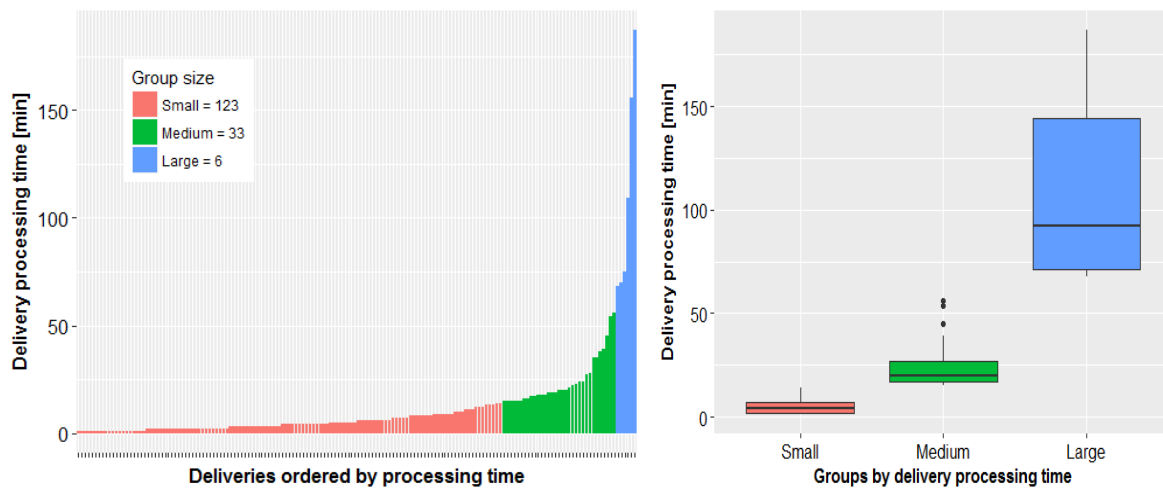 Delivery processing time [min]
150
100
50
0
Group size
Small = 123
Medium = 33
Large = 6
Deliveries ordered by processing time
Delivery processing time [min]
150
100
50
0
Small
Medium
Large
Groups by delivery processing time